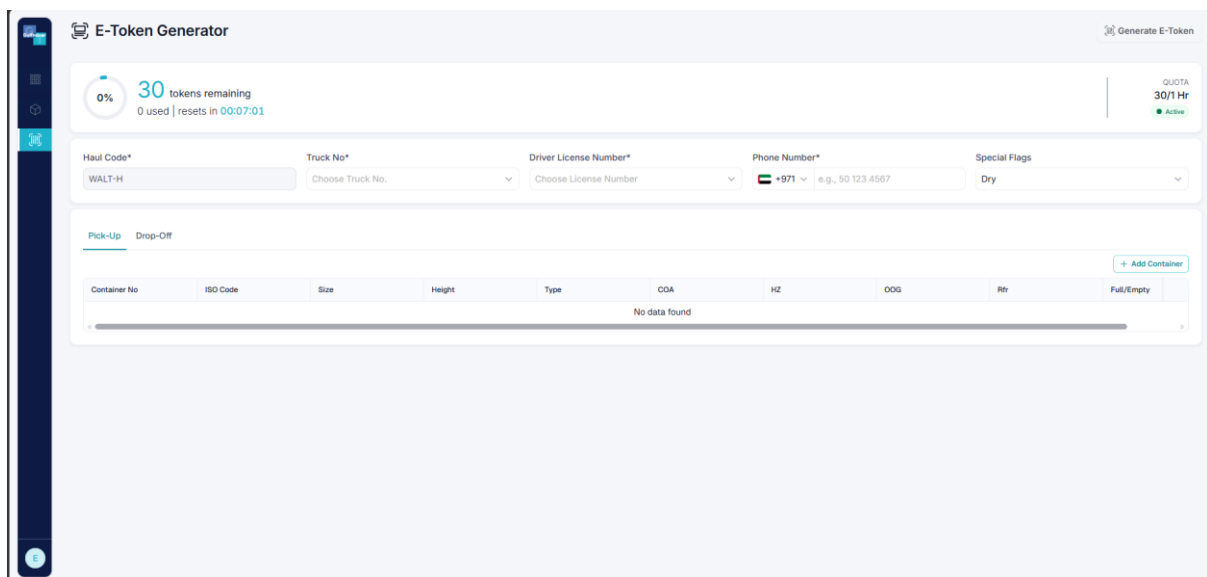 E-Token Generator
Generate E-Token
0%
30 tokens remaining
0 used | resets in 00:07:01
QUOTA
30/1 Hr
Active
Haul Code* Truck No* Driver License Number* Phone Number* Special Flags
WALT-H Choose Truck No. Choose License Number +971 e.g., 50 123 4567 Dry
Pick-Up Drop-Off
+ Add Container
Container No ISO Code Size Height Type COA HZ OOG Rfr Full/Empty
No data found
E